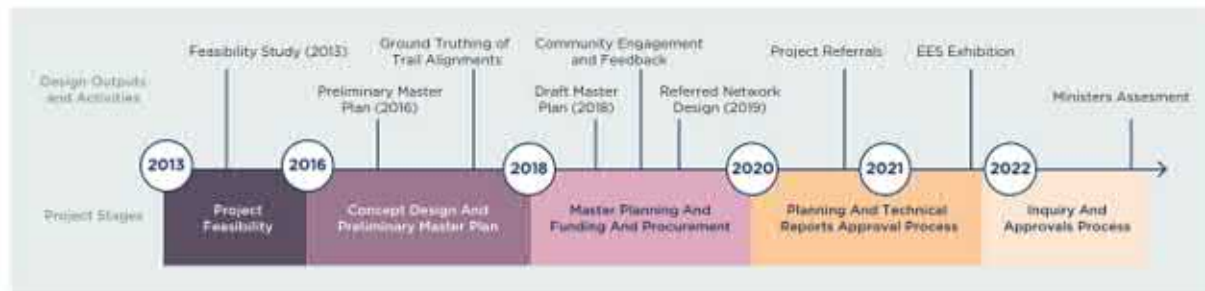 Feasibility Study (2013)
Ground Truthing of
Trail Alignments
Community Engagement
and Feedback
Project Referrals
EES Exhibition
Design Outputs
and Activities
Preliminary Master
Plan (2016)
Draft Master
Plan (2018)
Referred Network
Design (2019)
Ministers Assesment
2013
2016
2018
2020
2021
2022
Project Stages
Project
Feasibility
Concept Design And
Preliminary Master Plan
Master Planning And
Funding And Procurement
Planning And Technical
Reports Approval Process
Inquiry And
Approvals Process